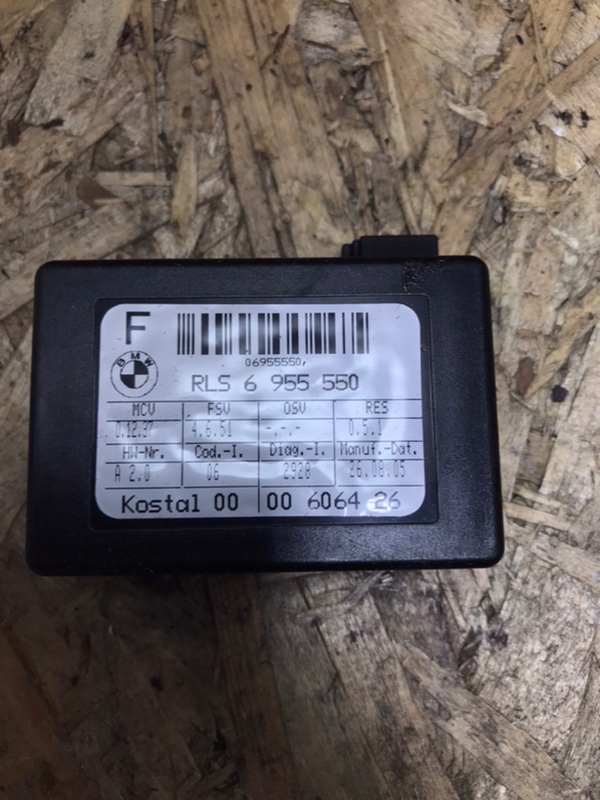 F
BMW
06955550,
RLS 6 955 550
MCV FSV OSV RES
0.12.37 4.6.51 -.-.- 0.5.1
HW-Nr. Cod.-I. Diag.-I. Manuf.-Dat.
A 2.0 06 2928 26.08.05
Kostal 00 00 6064 26